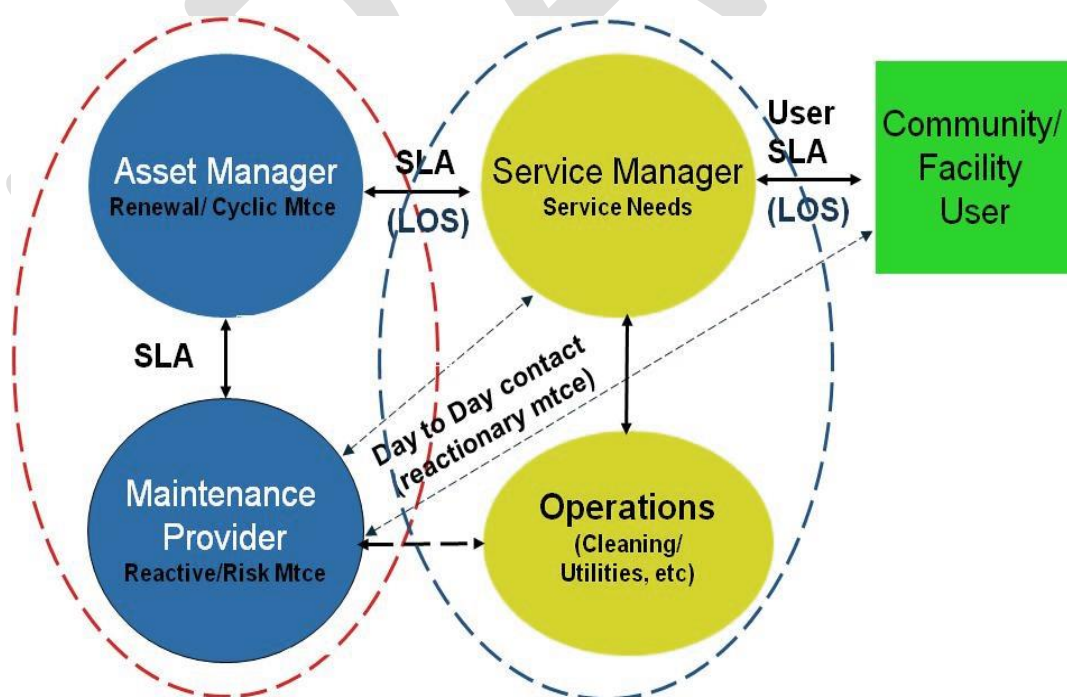 Asset Manager
Renewal/ Cyclic Mtce
SLA
(LOS)
Service Manager
Service Needs
User
SLA
(LOS)
Community/
Facility
User
SLA
Day to Day contact
(reactionary mtce)
Maintenance
Provider
Reactive/Risk Mtce
Operations
(Cleaning/
Utilities, etc)